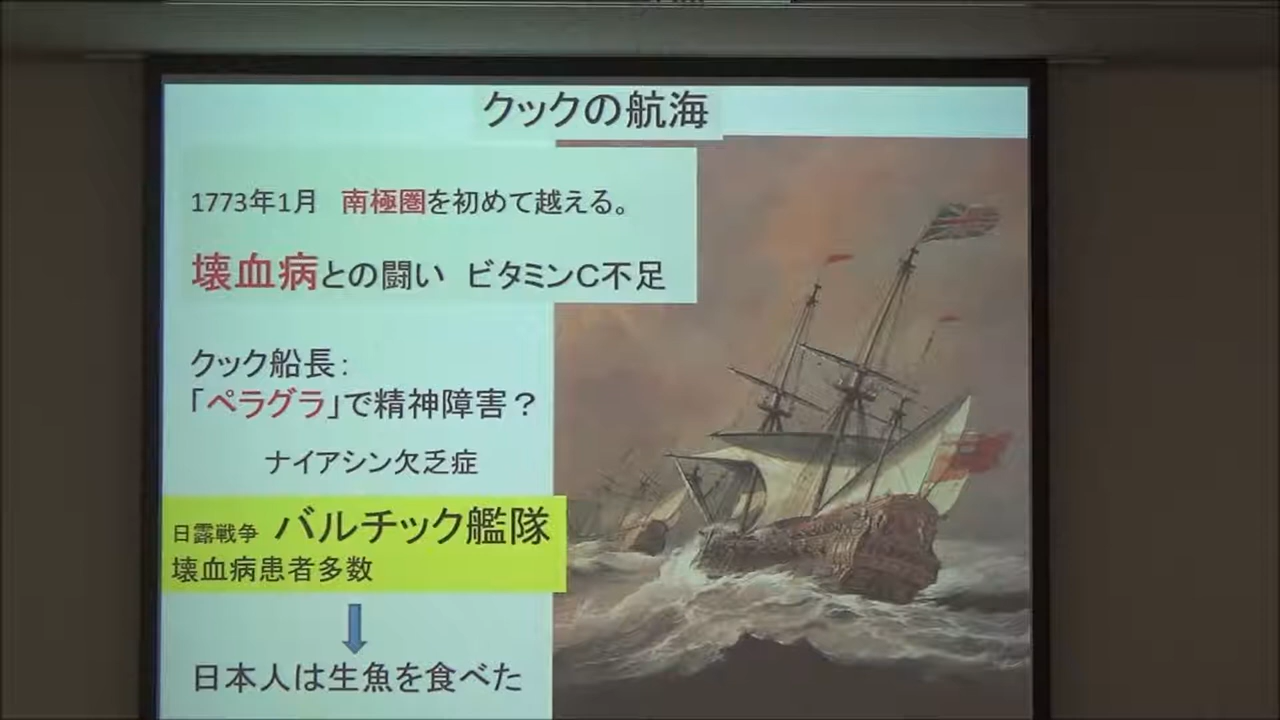 クックの航海
1773年1月　南極圏を初めて越える。
壊血病との闘い　ビタミンC不足
クック船長：
「ペラグラ」で精神障害？
ナイアシン欠乏症
日露戦争　バルチック艦隊
壊血病患者多数
日本人は生魚を食べた